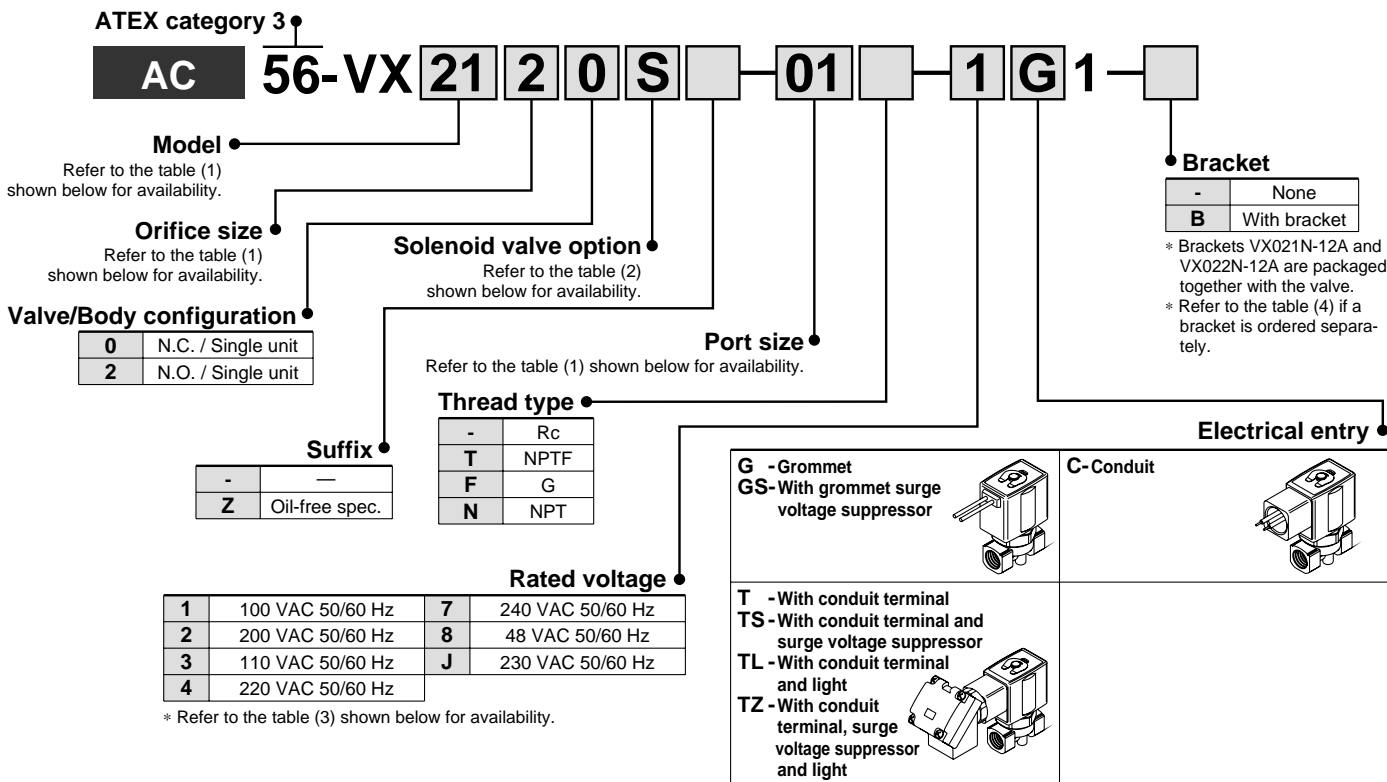 ATEX category 3
AC 56-VX 21 2 0 S — 01 — 1 G 1 —
Model
Refer to the table (1)
shown below for availability.
Orifice size
Refer to the table (1)
shown below for availability.
Valve/Body configuration
0 N.C. / Single unit
2 N.O. / Single unit
Solenoid valve option
Refer to the table (2)
shown below for availability.
Suffix
- —
Z Oil-free spec.
Port size
Refer to the table (1) shown below for availability.
Thread type
- Rc
T NPTF
F G
N NPT
Rated voltage
1 100 VAC 50/60 Hz 7 240 VAC 50/60 Hz
2 200 VAC 50/60 Hz 8 48 VAC 50/60 Hz
3 110 VAC 50/60 Hz J 230 VAC 50/60 Hz
4 220 VAC 50/60 Hz
* Refer to the table (3) shown below for availability.
Bracket
- None
B With bracket
* Brackets VX021N-12A and
VX022N-12A are packaged
together with the valve.
* Refer to the table (4) if a
bracket is ordered separa-
tely.
Electrical entry
G -Grommet
GS-With grommet surge
voltage suppressor
C-Conduit
T -With conduit terminal
TS-With conduit terminal and
surge voltage suppressor
TL -With conduit terminal
and light
TZ -With conduit
terminal, surge
voltage suppressor
and light